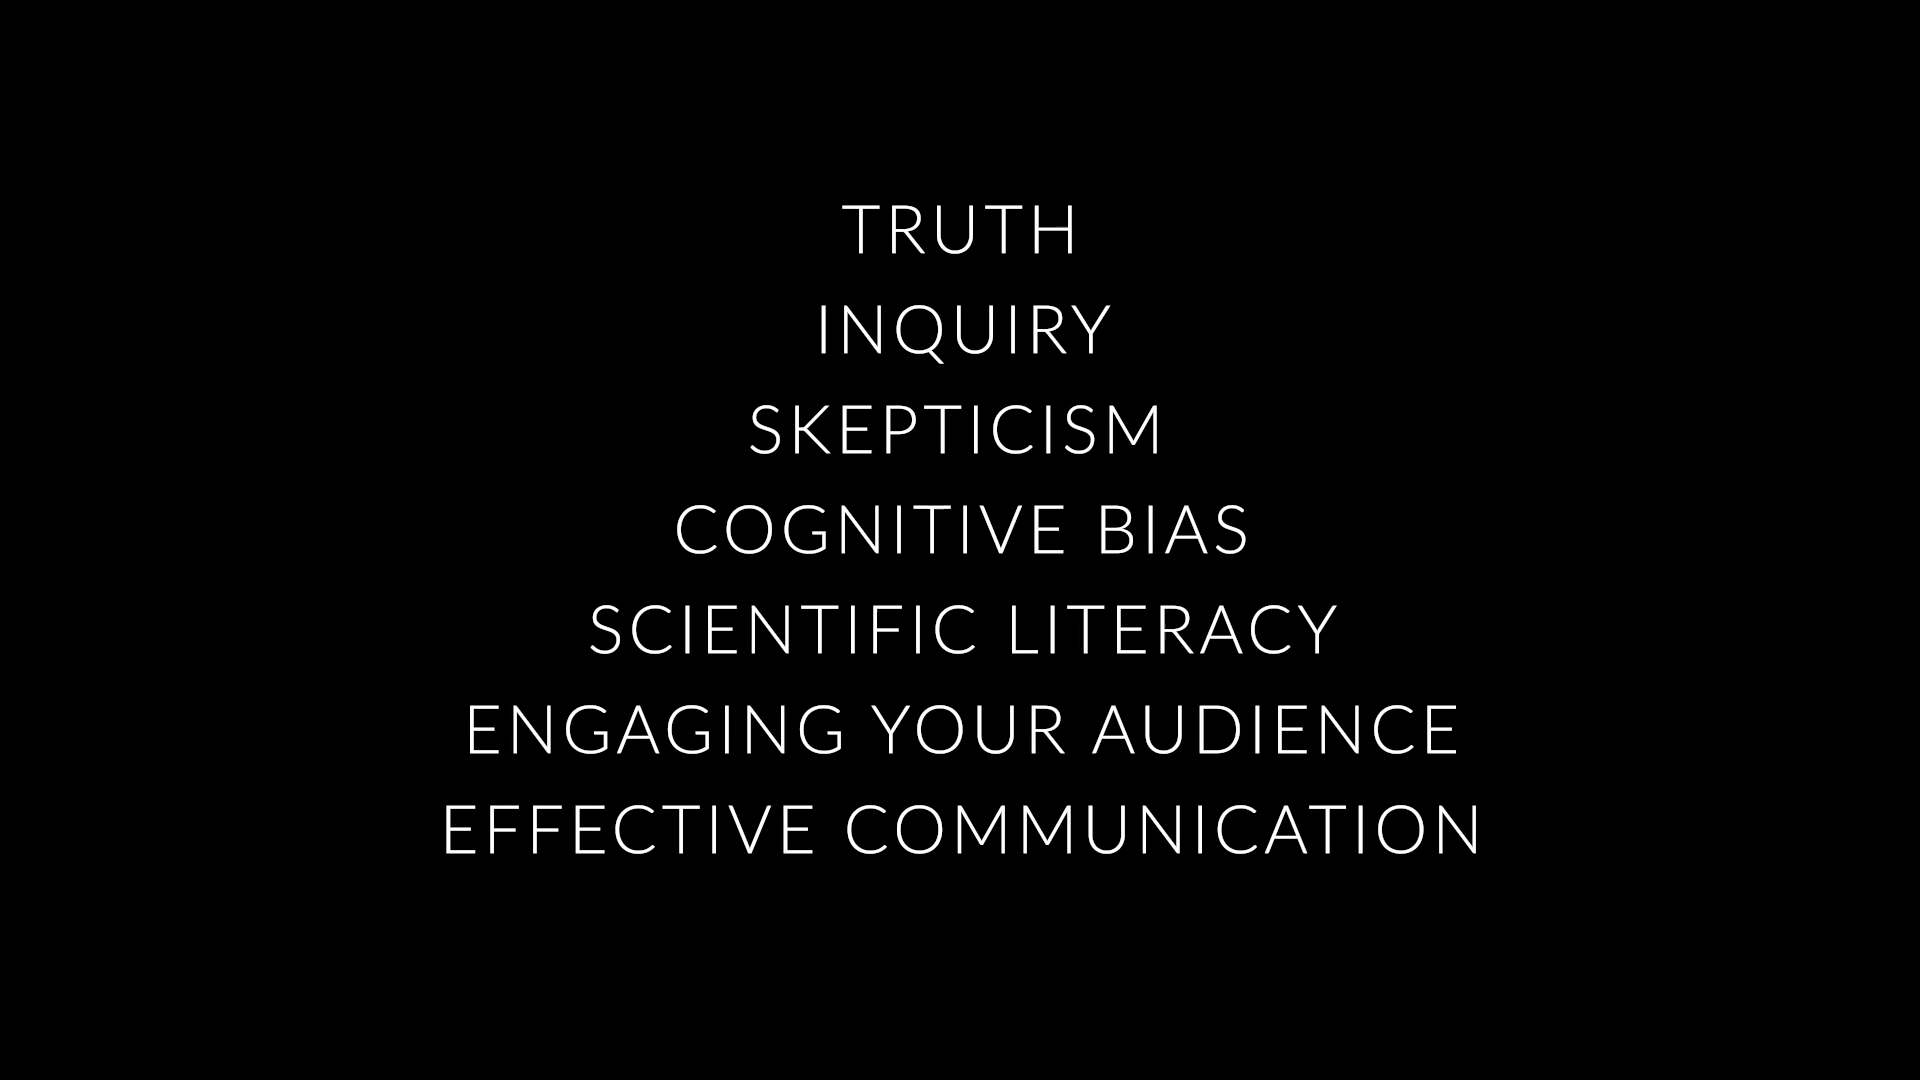 TRUTH
INQUIRY
SKEPTICISM
COGNITIVE BIAS
SCIENTIFIC LITERACY
ENGAGING YOUR AUDIENCE
EFFECTIVE COMMUNICATION